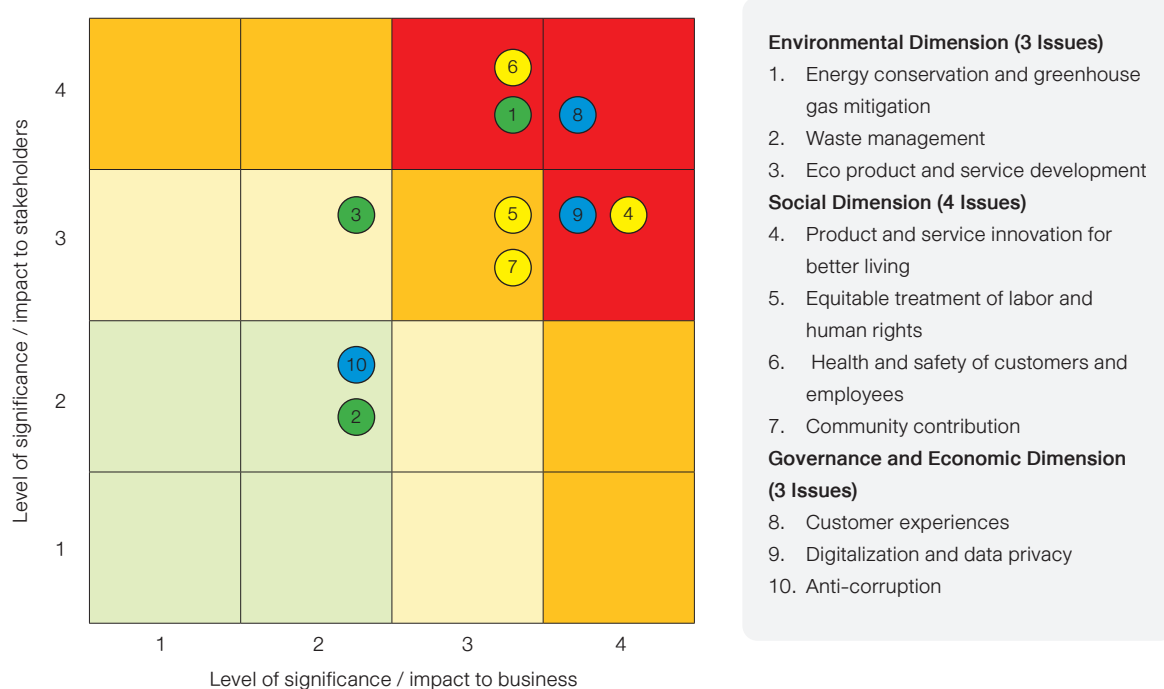 Level of significance / impact to stakeholders
4
3
2
1
6
1
8
3
5
9
4
7
10
2
1
2
3
4
Level of significance / impact to business
Environmental Dimension (3 Issues)
1. Energy conservation and greenhouse
gas mitigation
2. Waste management
3. Eco product and service development
Social Dimension (4 Issues)
4. Product and service innovation for
better living
5. Equitable treatment of labor and
human rights
6. Health and safety of customers and
employees
7. Community contribution
Governance and Economic Dimension
(3 Issues)
8. Customer experiences
9. Digitalization and data privacy
10. Anti-corruption